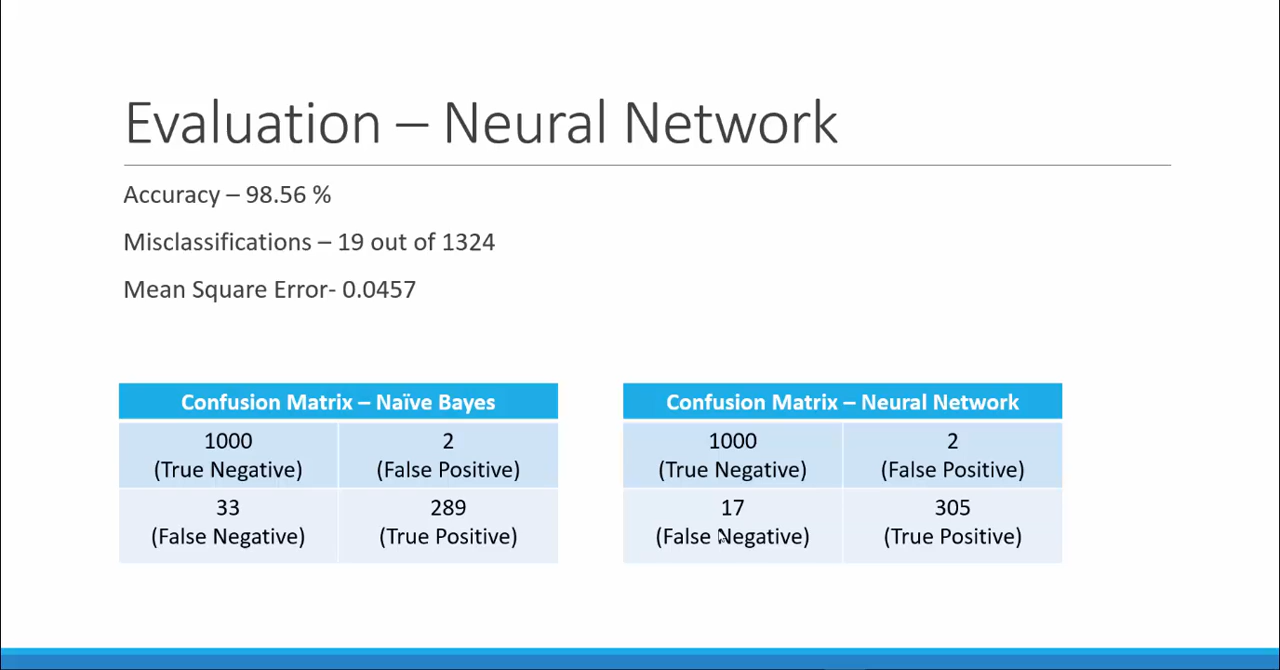 Evaluation – Neural Network
Accuracy – 98.56 %
Misclassifications – 19 out of 1324
Mean Square Error- 0.0457
Confusion Matrix – Naïve Bayes
1000
(True Negative)
2
(False Positive)
33
(False Negative)
289
(True Positive)
Confusion Matrix – Neural Network
1000
(True Negative)
2
(False Positive)
17
(False Negative)
305
(True Positive)